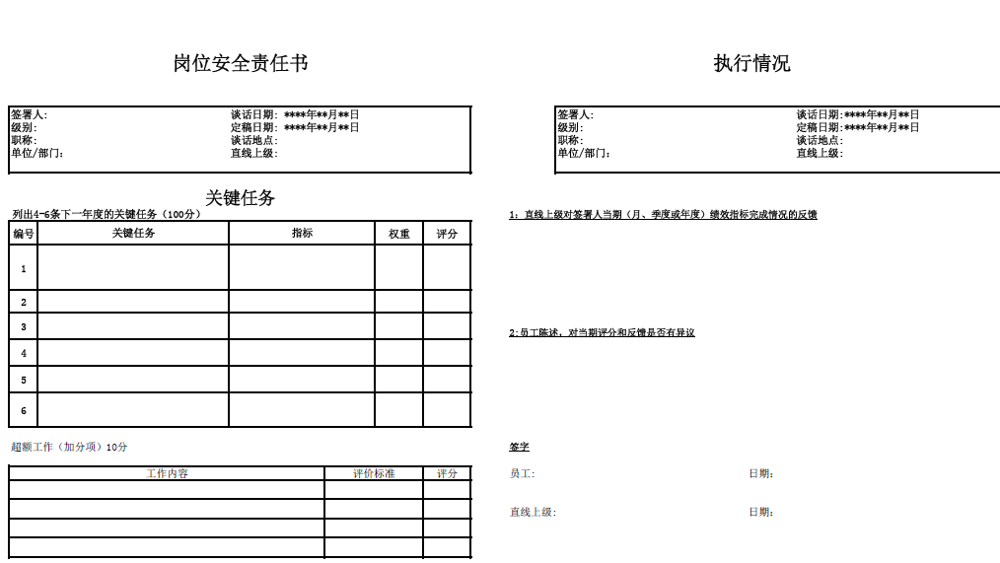 岗位安全责任书
签署人: 谈话日期: ****年**月**日
级别: 定稿日期: ****年**月**日
职称: 谈话地点:
单位/部门: 直线上级:
关键任务
列出4-6条下一年度的关键任务（100分）
编号 关键任务 指标 权重 评分
1
2
3
4
5
6
超额工作（加分项）10分
工作内容 评价标准 评分
执行情况
签署人: 谈话日期:****年**月**日
级别: 定稿日期:****年**月**日
职称: 谈话地点:
单位/部门: 直线上级:
1: 直线上级对签署人当期（月、季度或年度）绩效指标完成情况的反馈
2:员工陈述，对当期评分和反馈是否有异议
签字
员工: 日期:
直线上级: 日期: